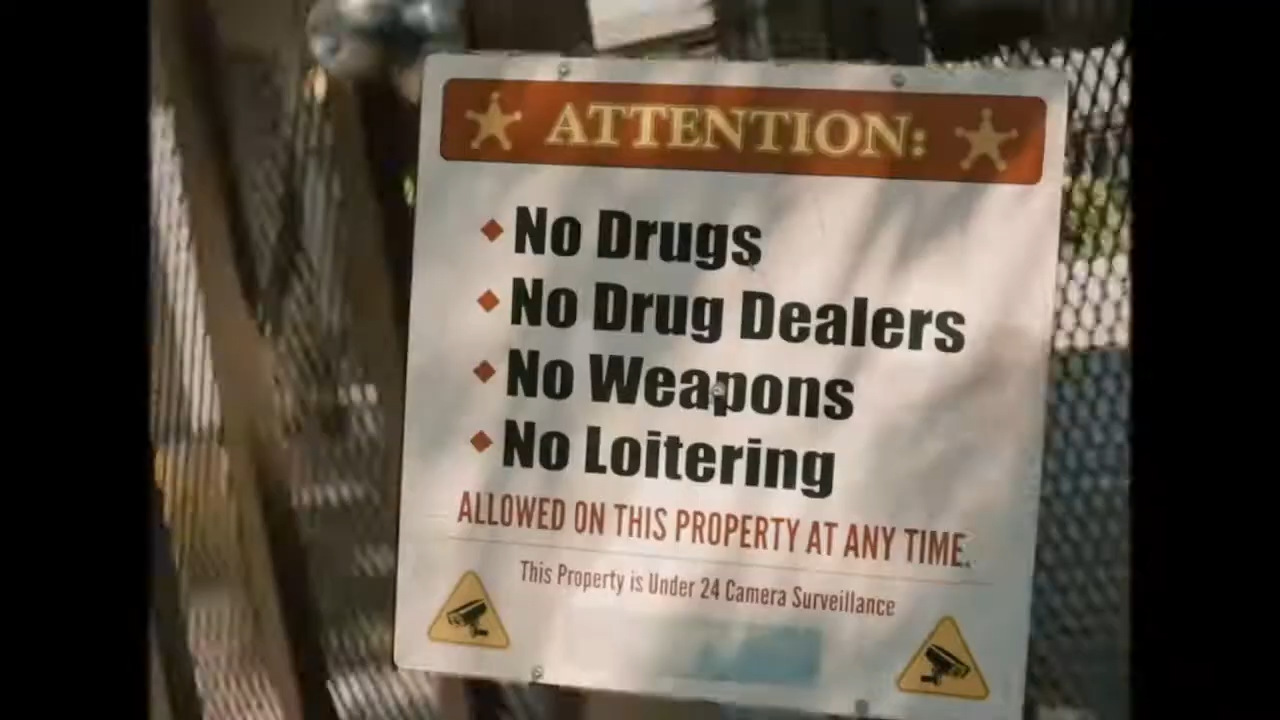 ATTENTION:
No Drugs
No Drug Dealers
No Weapons
No Loitering
ALLOWED ON THIS PROPERTY AT ANY TIME.
This Property is Under 24 Camera Surveillance